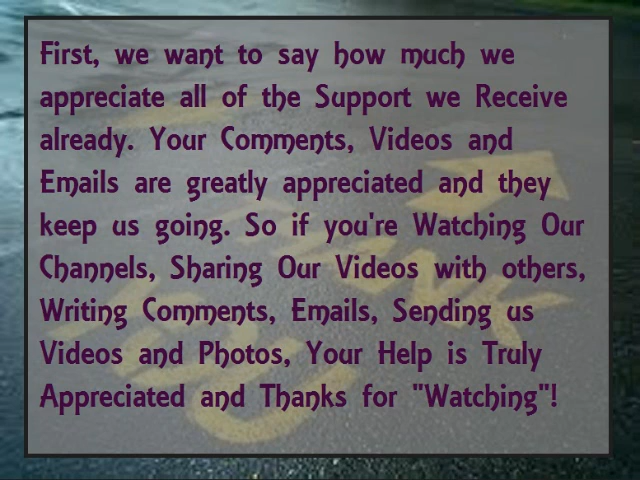 First, we want to say how much we
appreciate all of the Support we Receive
already. Your Comments, Videos and
Emails are greatly appreciated and they
keep us going. So if you're Watching Our
Channels, Sharing Our Videos with others,
Writing Comments, Emails, Sending us
Videos and Photos, Your Help is Truly
Appreciated and Thanks for "Watching"!
THANK
YOU